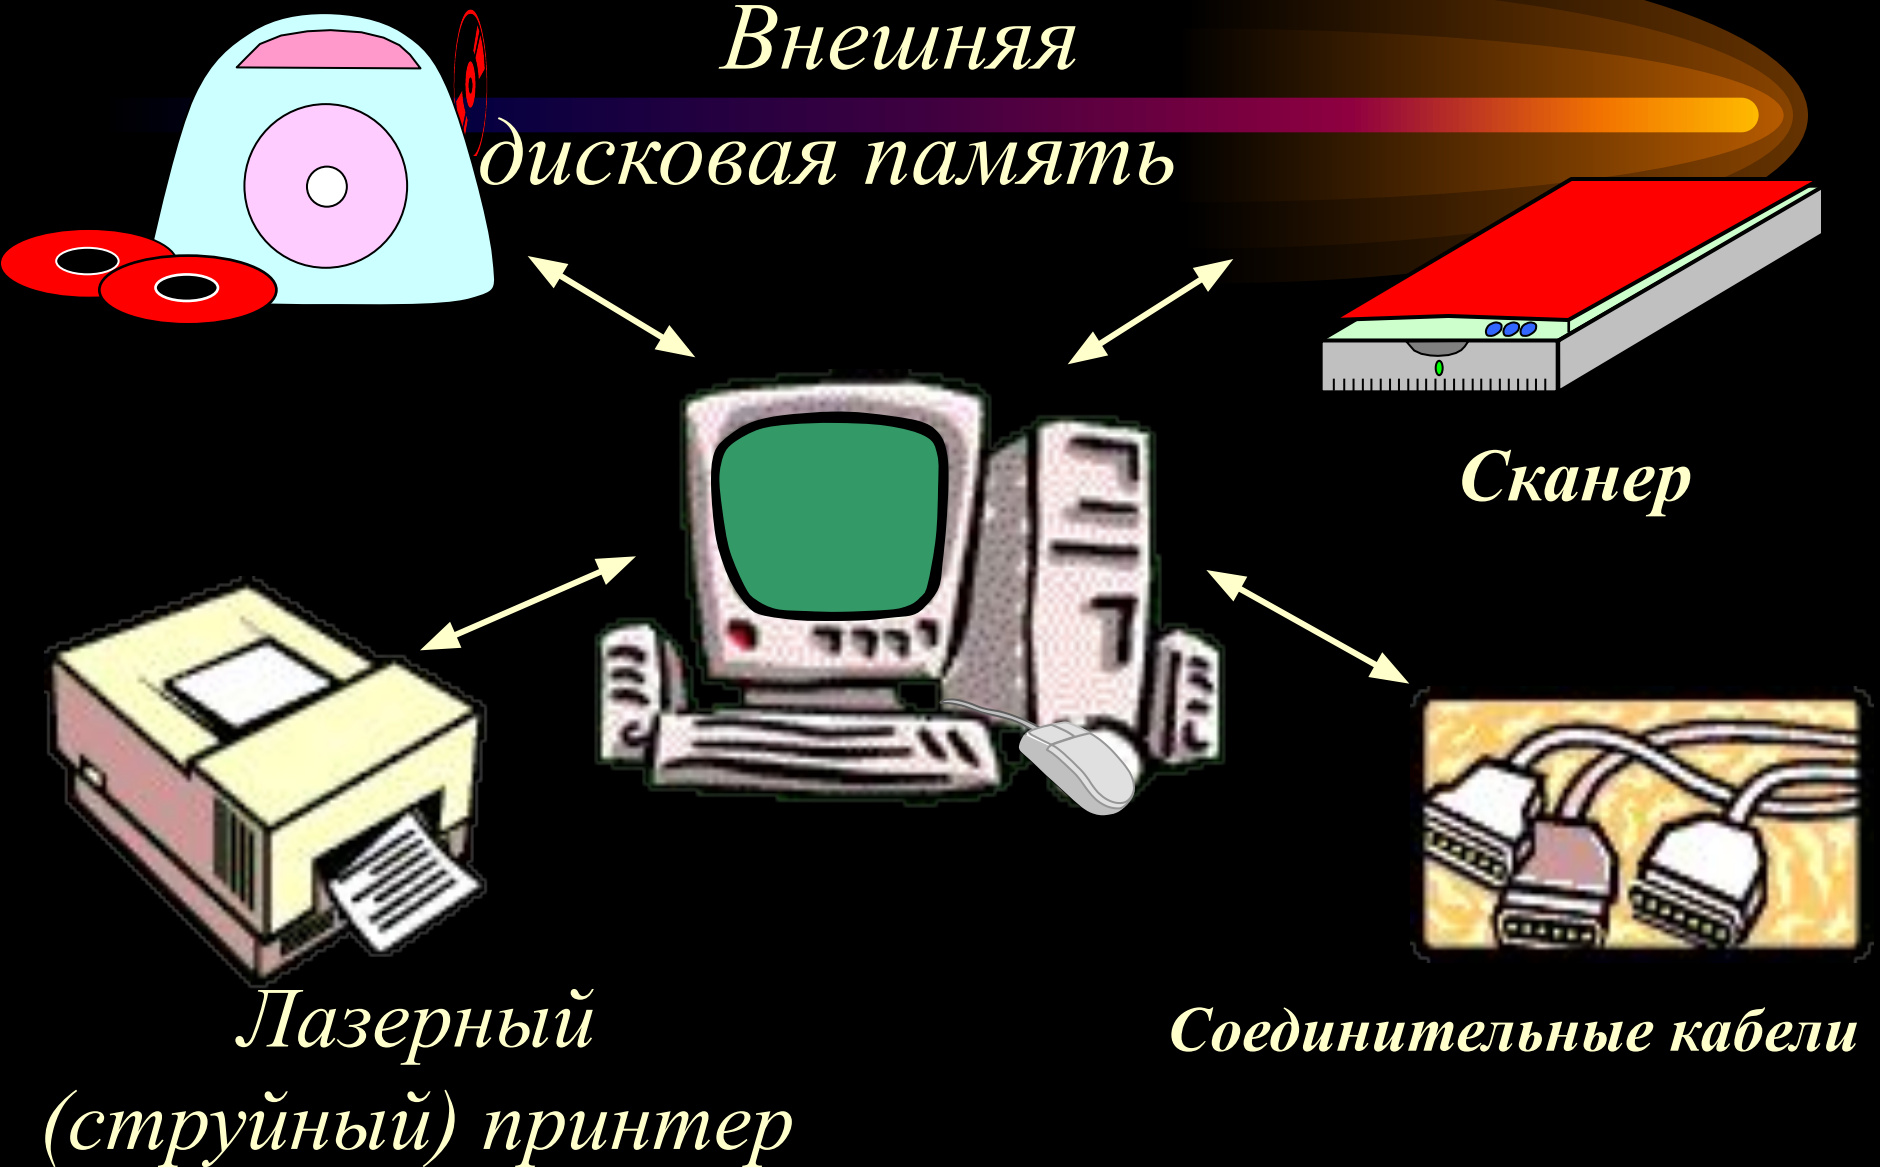 Внешняя
дисковая память
Сканер
Лазерный
(струйный) принтер
Соединительные кабели